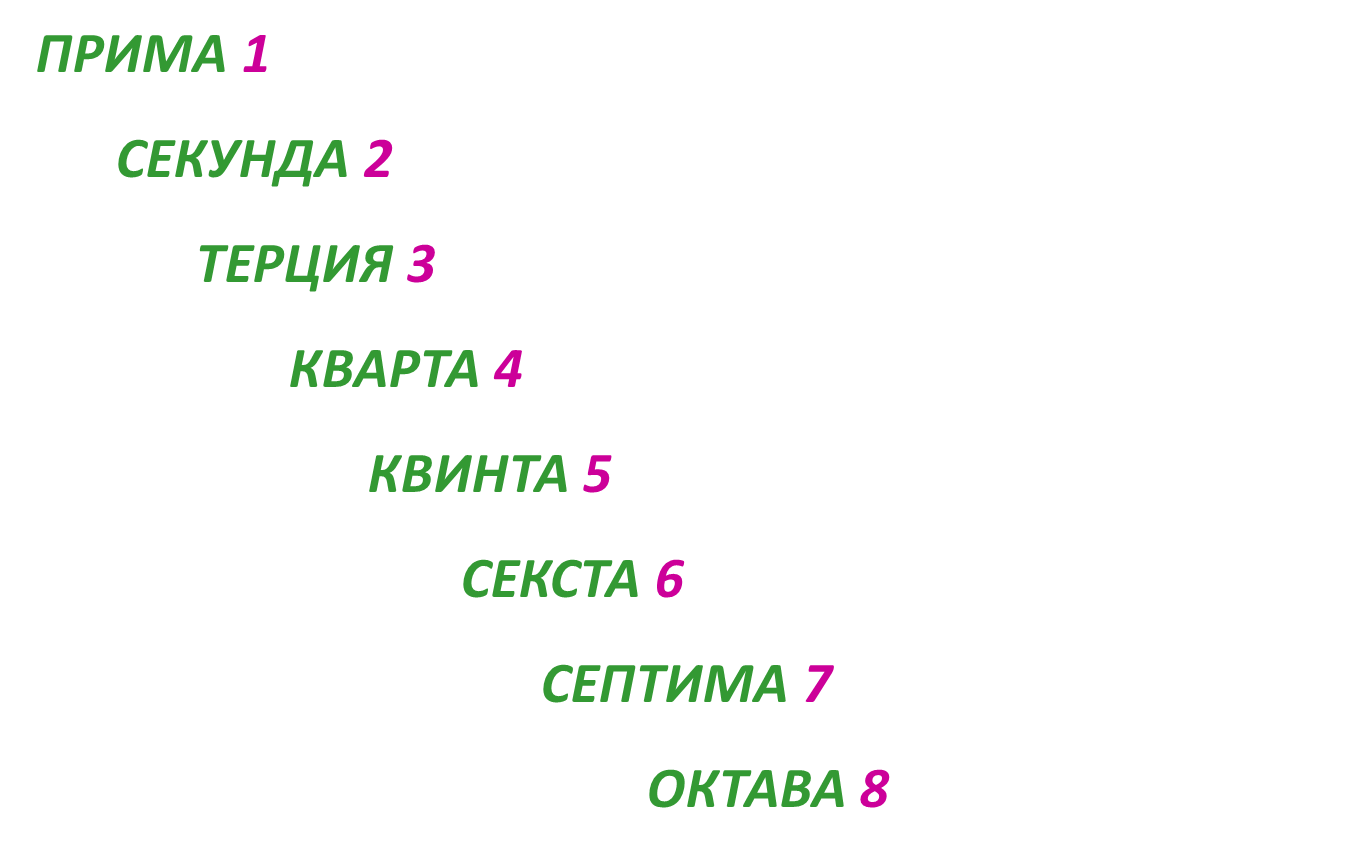 ПРИМА 1
СЕКУНДА 2
ТЕРЦИЯ 3
КВАРТА 4
КВИНТА 5
СЕКСТА 6
СЕПТИМА 7
ОКТАВА 8